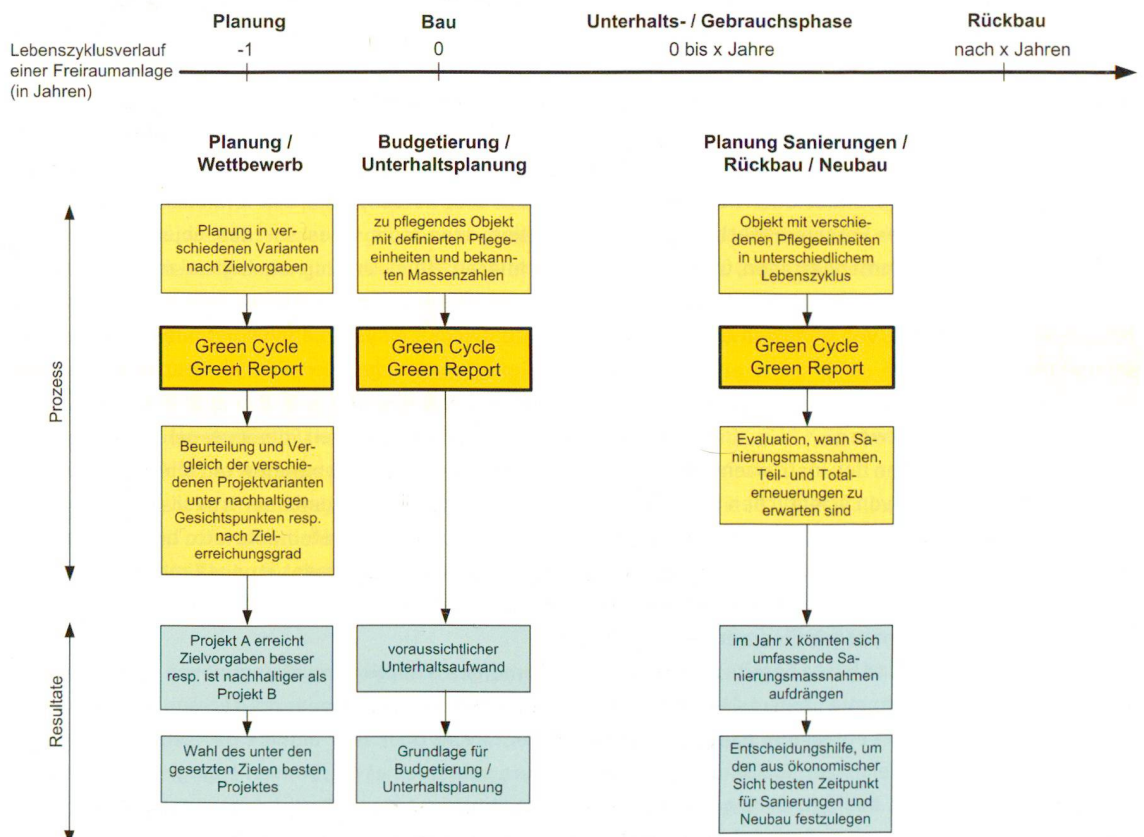 Planung
Bau
Unterhalts- / Gebrauchsphase
Rückbau
Lebenszyklusverlauf
einer Freiraumanlage
(in Jahren)
-1
0
0 bis x Jahre
nach x Jahren
Planung /
Wettbewerb
Budgetierung /
Unterhaltsplanung
Planung Sanierungen /
Rückbau / Neubau
Prozess
Planung in ver-
schiedenen Varianten
nach Zielvorgaben
Green Cycle
Green Report
Beurteilung und Ver-
gleich der verschie-
denen Projektvarianten
unter nachhaltigen
Gesichtspunkten resp.
nach Ziel-
erreichungsgrad
zu pflegendes Objekt
mit definierten Pflege-
einheiten und bekann-
ten Massenzahlen
Green Cycle
Green Report
Objekt mit verschie-
denen Pflegeeinheiten
in unterschiedlichem
Lebenszyklus
Green Cycle
Green Report
Evaluation, wann Sa-
nierungsmassnahmen,
Teil- und Total-
erneuerungen zu
erwarten sind
Resultate
Projekt A erreicht
Zielvorgaben besser
resp. ist nachhaltiger als
Projekt B
Wahl des unter den
gesetzten Zielen besten
Projektes
voraussichtlicher
Unterhaltsaufwand
Grundlage für
Budgetierung /
Unterhaltsplanung
im Jahr x könnten sich
umfassende Sa-
nierungsmassnahmen
aufdrängen
Entscheidungshilfe, um
den aus ökonomischer
Sicht besten Zeitpunkt
für Sanierungen und
Neubau festzulegen